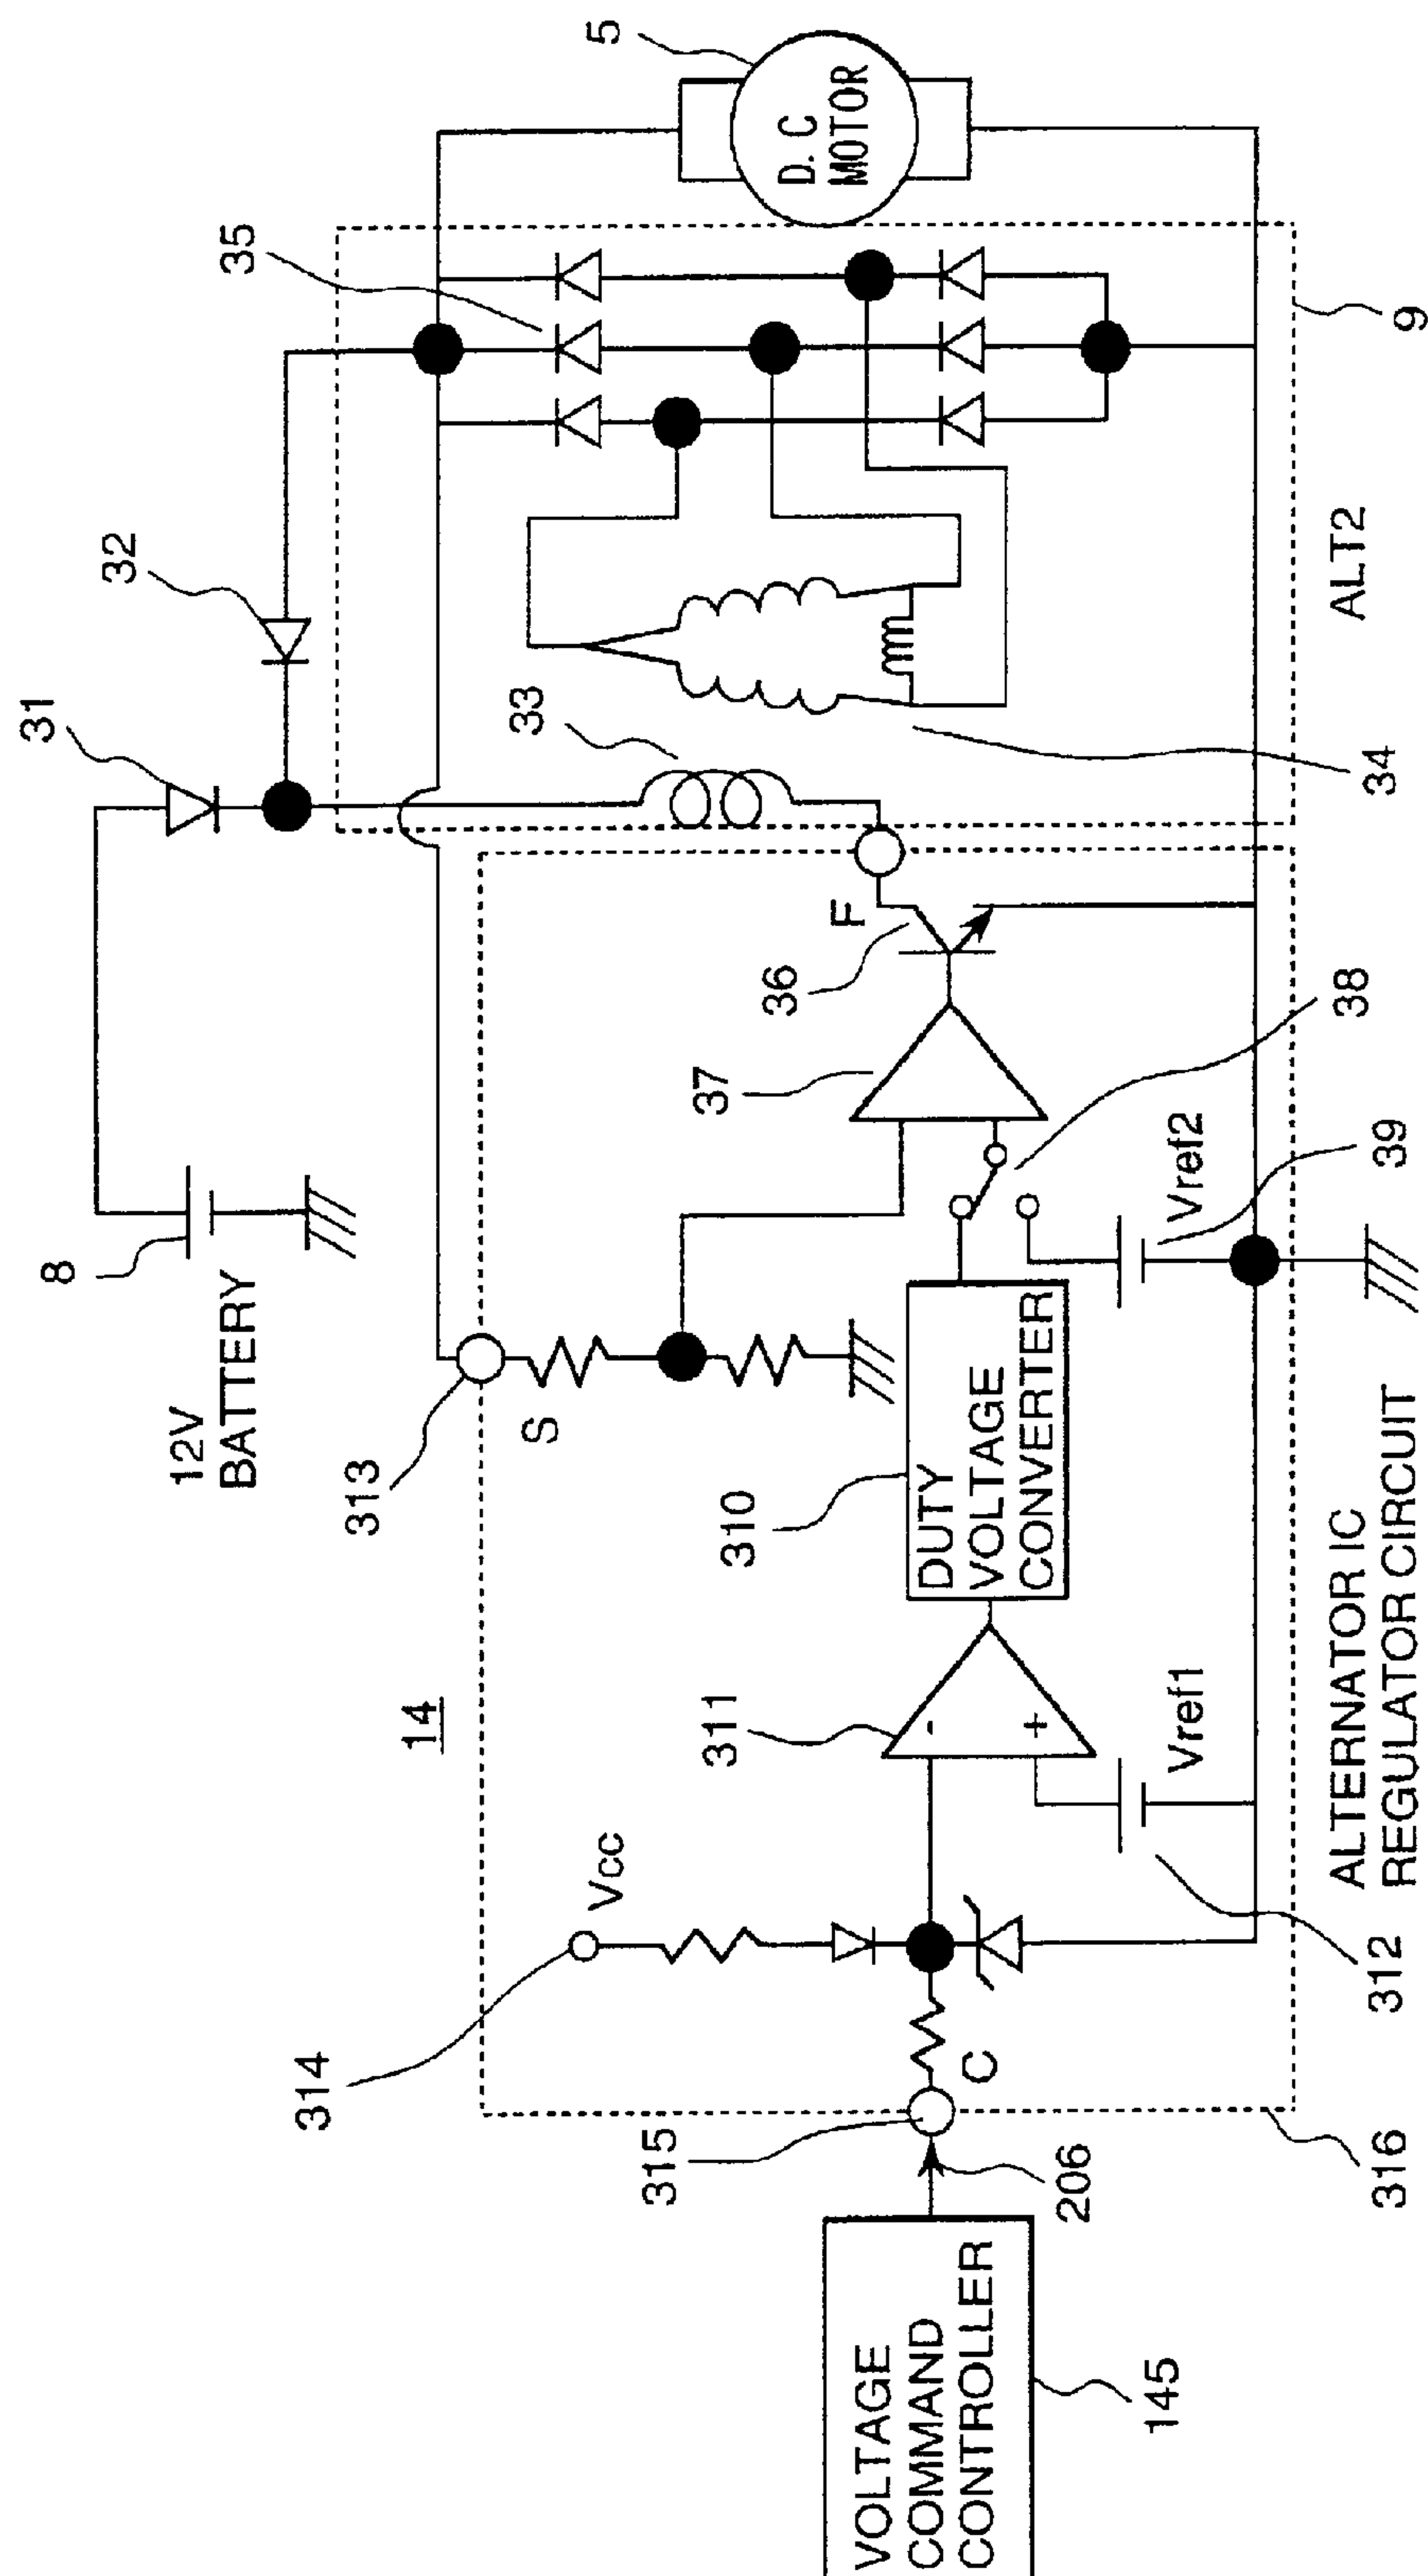 5
D. C
MOTOR
35
9
32
ALT2
31
33
34
F
36
38
37
8
12V
BATTERY
Vref2
39
313
S
310
DUTY
VOLTAGE
CONVERTER
14
311
-
+
Vref1
ALTERNATOR IC
REGULATOR CIRCUIT
Vcc
312
314
C
315
206
316
VOLTAGE
COMMAND
CONTROLLER
145